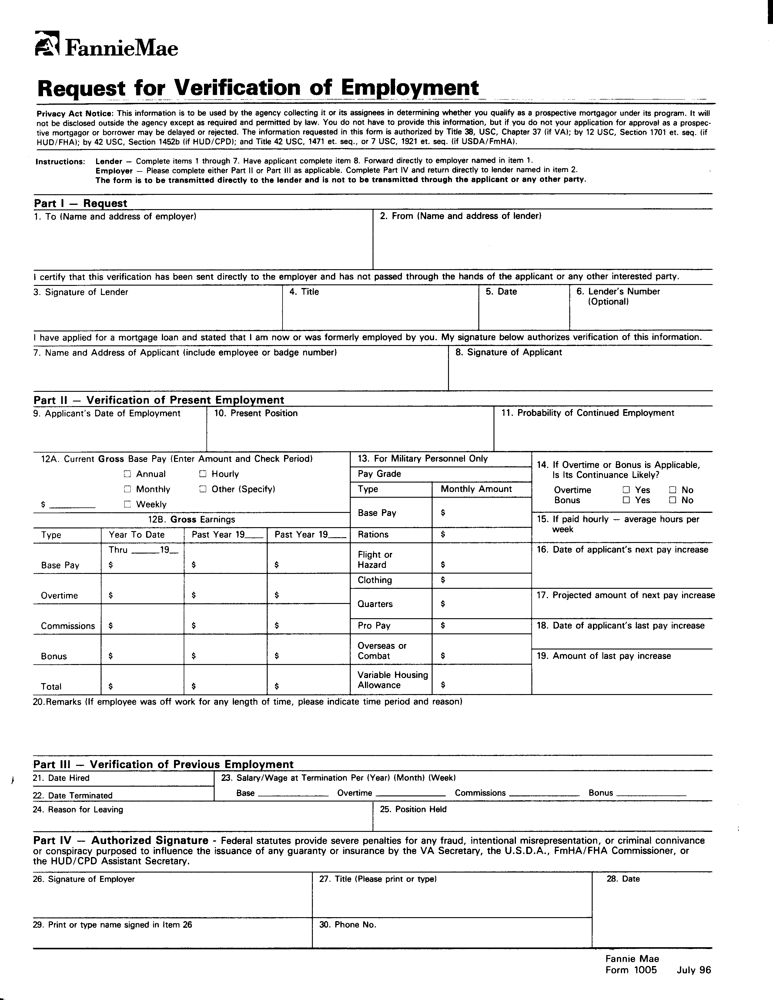 FannieMae
Request for Verification of Employment
Privacy Act Notice: This information is to be used by the agency collecting it or its assignees in determining whether you qualify as a prospective mortgagor under its program. It will
not be disclosed outside the agency except as required and permitted by law. You do not have to provide this information, but if you do not your application for approval as a prospec-
tive mortgagor or borrower may be delayed or rejected. The information requested in this form is authorized by Title 38, USC, Chapter 37 (if VA); by 12 USC, Section 1701 et. seq. (if
HUD/FHA); by 42 USC, Section 1452b (if HUD/CPD); and Title 42 USC, 1471 et. seq., or 7 USC, 1921 et. seq. (if USDA/FmHA).
Instructions: Lender — Complete items 1 through 7. Have applicant complete item 8. Forward directly to employer named in item 1.
Employer — Please complete either Part II or Part III as applicable. Complete Part IV and return directly to lender named in item 2.
The form is to be transmitted directly to the lender and is not to be transmitted through the applicant or any other party.
Part I — Request
1. To (Name and address of employer) 2. From (Name and address of lender)
I certify that this verification has been sent directly to the employer and has not passed through the hands of the applicant or any other interested party.
3. Signature of Lender 4. Title 5. Date 6. Lender's Number
(Optional)
I have applied for a mortgage loan and stated that I am now or was formerly employed by you. My signature below authorizes verification of this information.
7. Name and Address of Applicant (include employee or badge number) 8. Signature of Applicant
Part II — Verification of Present Employment
9. Applicant's Date of Employment 10. Present Position 11. Probability of Continued Employment
12A. Current Gross Base Pay (Enter Amount and Check Period)
☐ Annual ☐ Hourly
☐ Monthly ☐ Other (Specify)
$ ________ ☐ Weekly
12B. Gross Earnings
Type Year To Date Past Year 19____ Past Year 19____
Thru _____19__
Base Pay $ $ $
Overtime $ $ $
Commissions $ $ $
Bonus $ $ $
Total $ $ $
13. For Military Personnel Only
Pay Grade
Type Monthly Amount
Base Pay $
Rations $
Flight or
Hazard $
Clothing $
Quarters $
Pro Pay $
Overseas or
Combat $
Variable Housing
Allowance $
14. If Overtime or Bonus is Applicable,
Is Its Continuance Likely?
Overtime ☐ Yes ☐ No
Bonus ☐ Yes ☐ No
15. If paid hourly — average hours per
week
16. Date of applicant's next pay increase
17. Projected amount of next pay increase
18. Date of applicant's last pay increase
19. Amount of last pay increase
20.Remarks (If employee was off work for any length of time, please indicate time period and reason)
Part III — Verification of Previous Employment
21. Date Hired 23. Salary/Wage at Termination Per (Year) (Month) (Week)
22. Date Terminated Base ____________ Overtime ____________ Commissions ____________ Bonus ____________
24. Reason for Leaving 25. Position Held
Part IV — Authorized Signature - Federal statutes provide severe penalties for any fraud, intentional misrepresentation, or criminal connivance
or conspiracy purposed to influence the issuance of any guaranty or insurance by the VA Secretary, the U.S.D.A., FmHA/FHA Commissioner, or
the HUD/CPD Assistant Secretary.
26. Signature of Employer 27. Title (Please print or type) 28. Date
29. Print or type name signed in Item 26 30. Phone No.
Fannie Mae
Form 1005 July 96